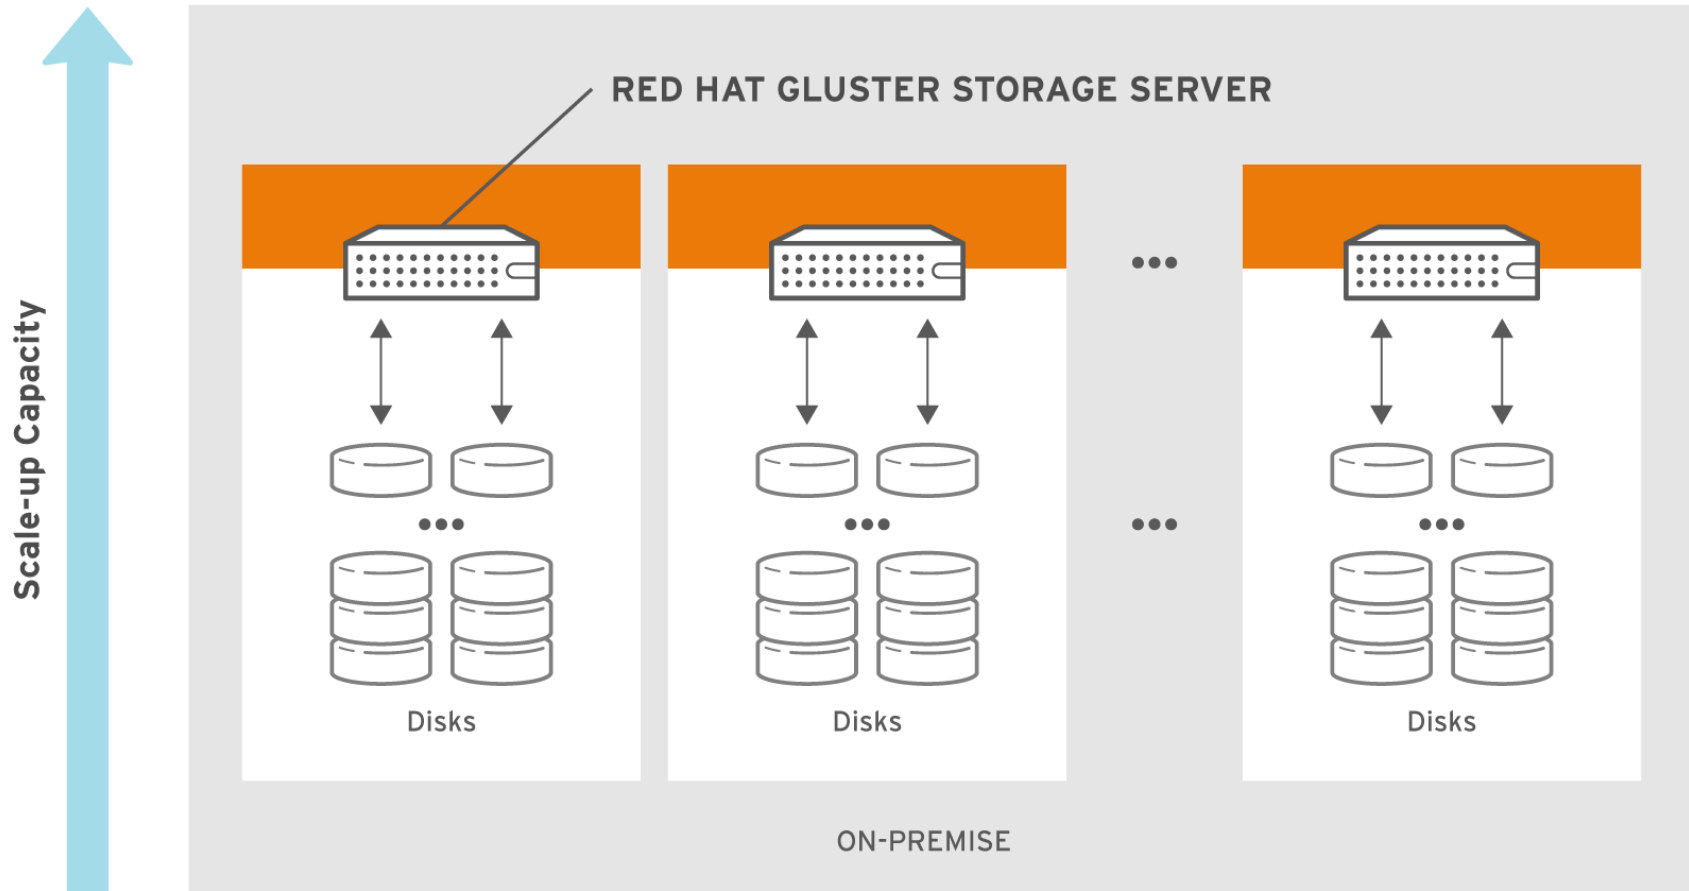 RED HAT GLUSTER STORAGE SERVER
Scale-up Capacity
Disks
Disks
Disks
ON-PREMISE